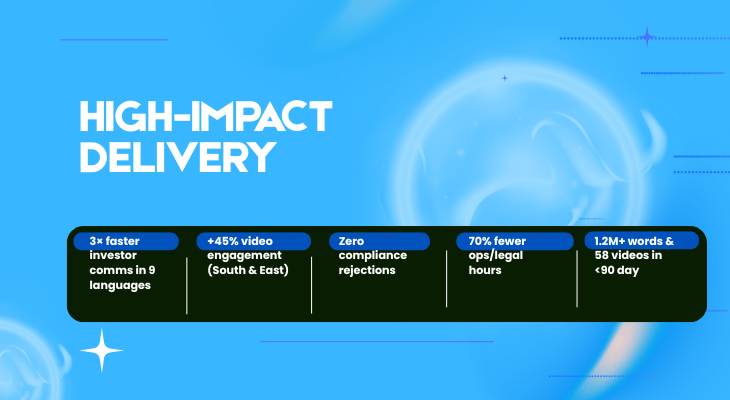 HIGH-IMPACT
DELIVERY
3× faster
investor
comms in 9
languages
+45% video
engagement
(South & East)
Zero
compliance
rejections
70% fewer
ops/legal
hours
1.2M+ words &
58 videos in
<90 day